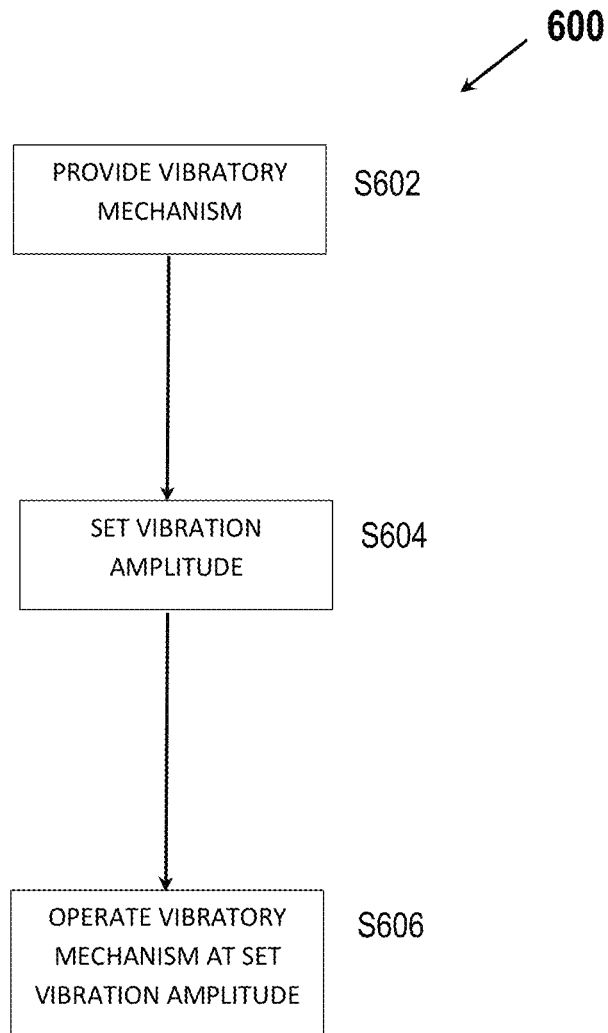 600
PROVIDE VIBRATORY
MECHANISM
S602
SET VIBRATION
AMPLITUDE
S604
OPERATE VIBRATORY
MECHANISM AT SET
VIBRATION AMPLITUDE
S606